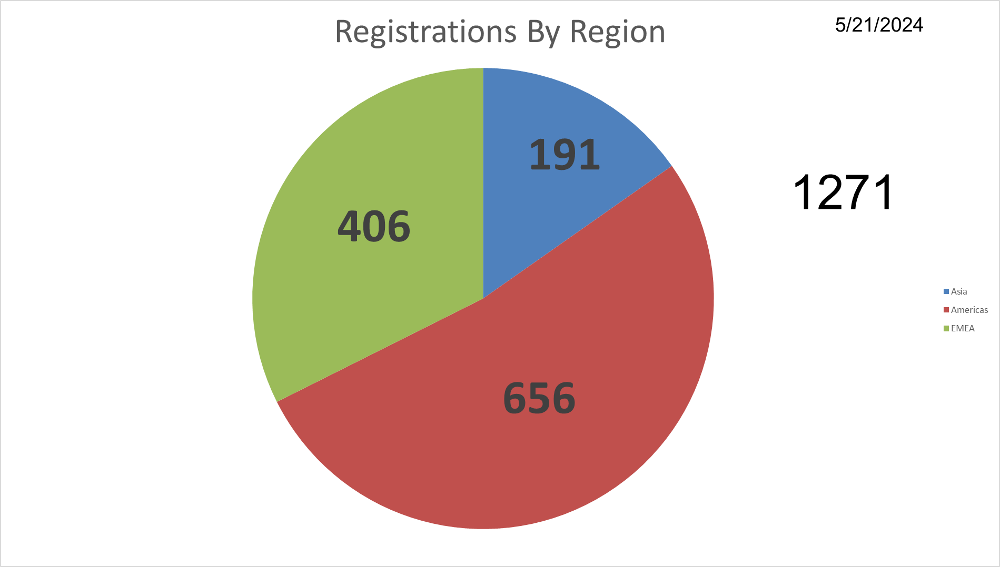 Registrations By Region
5/21/2024
191
1271
406
656
Asia
Americas
EMEA